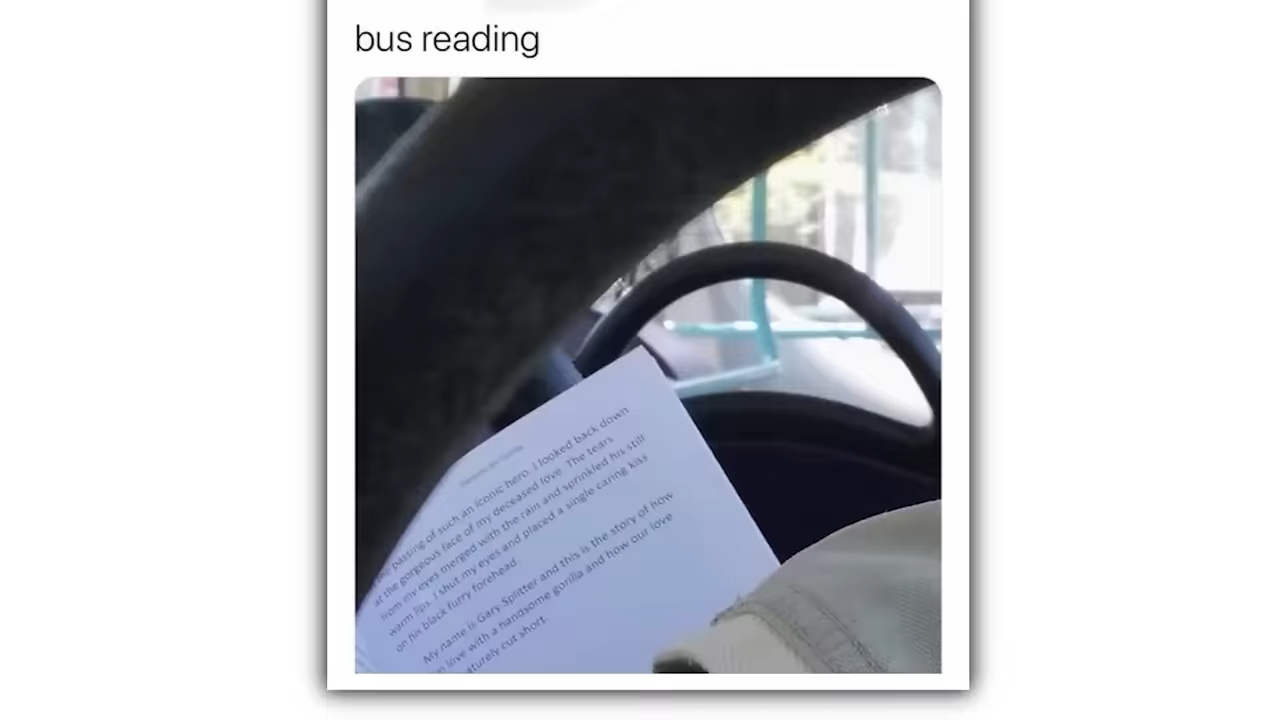 bus reading
the passing of such an iconic hero. I looked back down
at the gorgeous face of my deceased love. The tears
from my eyes merged with the rain and sprinkled his still
warm lips. I shut my eyes and placed a single caring kiss
on his black furry forehead.
My name is Gary Splitter and this is the story of how
in love with a handsome gorilla and how our love
aturely cut short.